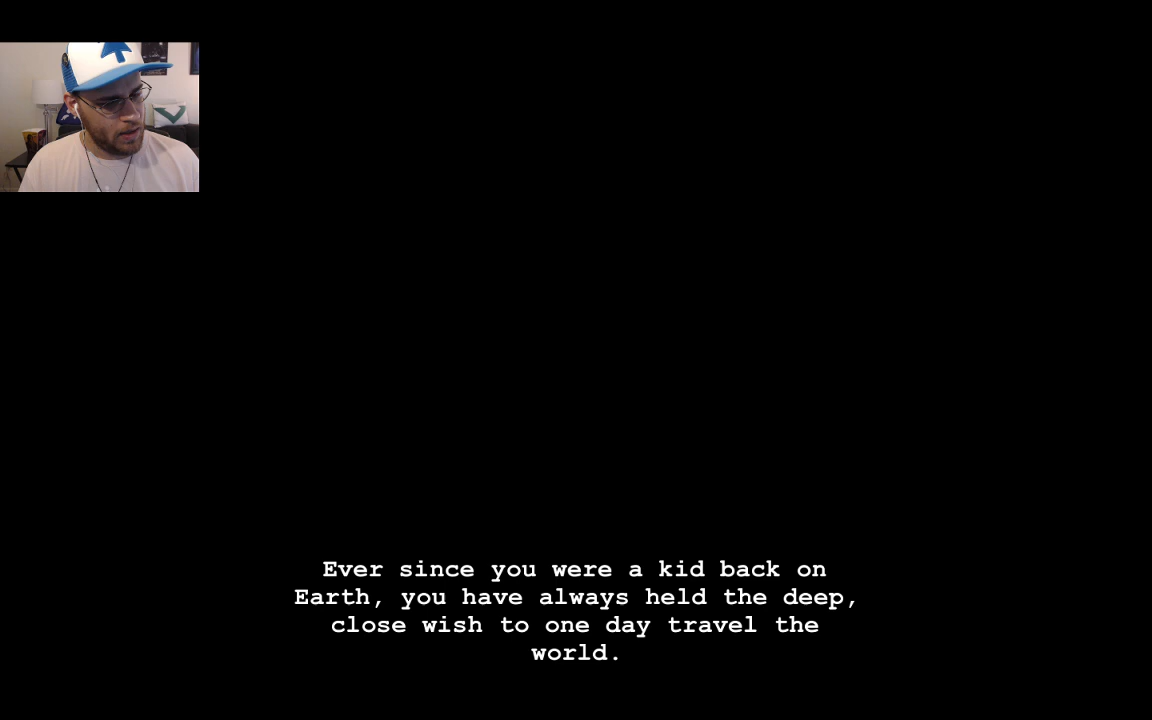 Ever since you were a kid back on
Earth, you have always held the deep,
close wish to one day travel the
world.